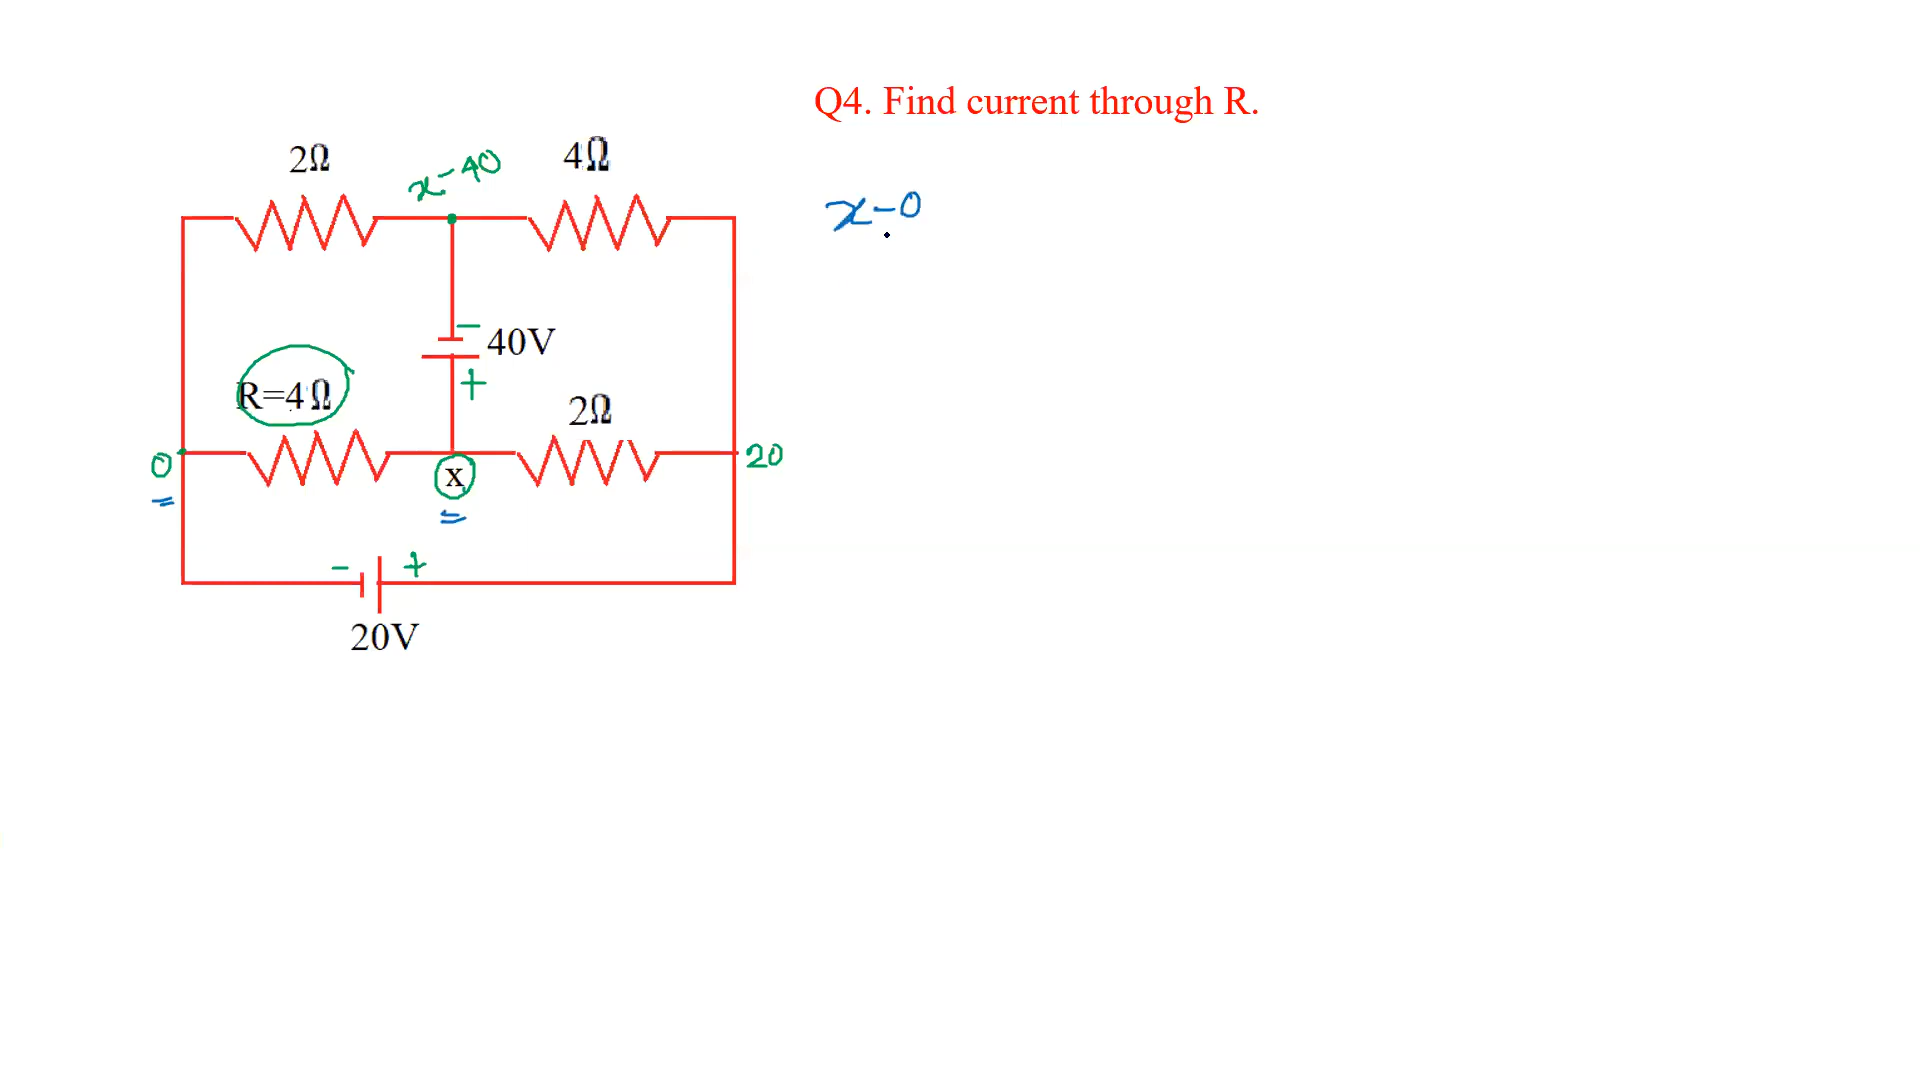 Q4. Find current through R.
2Ω
x-40
4Ω
x-0
- 40V
+
R=4Ω
2Ω
0
x
20
=
=
- +
20V